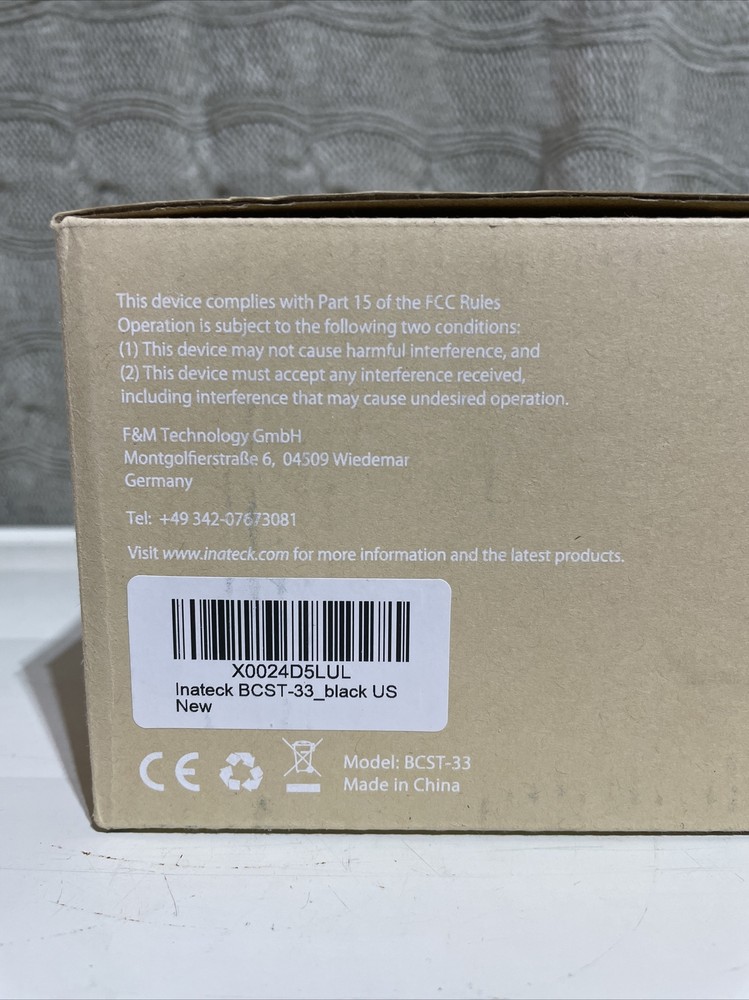 This device complies with Part 15 of the FCC Rules
Operation is subject to the following two conditions:
(1) This device may not cause harmful interference, and
(2) This device must accept any interference received,
including interference that may cause undesired operation.
F&M Technology GmbH
Montgolfierstraße 6, 04509 Wiedemar
Germany
Tel: +49 342-07673081
Visit www.inateck.com for more information and the latest products.
X0024D5LUL
Inateck BCST-33_black US
New
CE
Model: BCST-33
Made in China